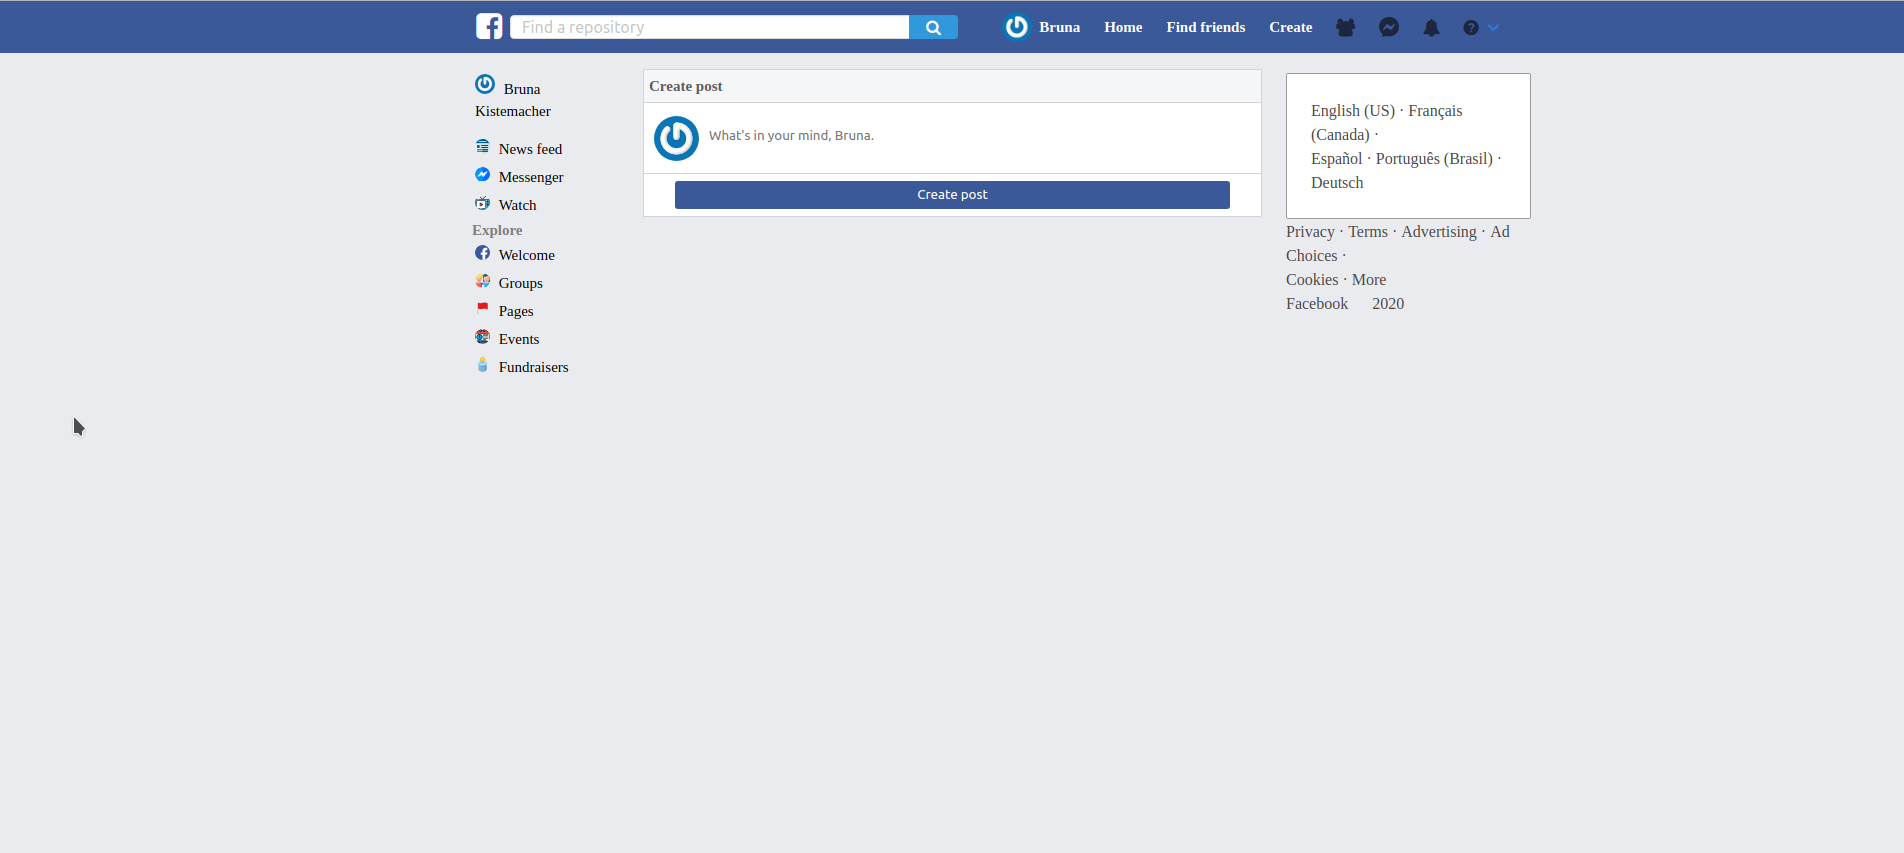 Find a repository
Bruna Home Find friends Create
Bruna
Kistemacher
News feed
Messenger
Watch
Explore
Welcome
Groups
Pages
Events
Fundraisers
Create post
What's in your mind, Bruna.
Create post
English (US) · Français
(Canada) ·
Español · Português (Brasil) ·
Deutsch
Privacy · Terms · Advertising · Ad
Choices ·
Cookies · More
Facebook 2020